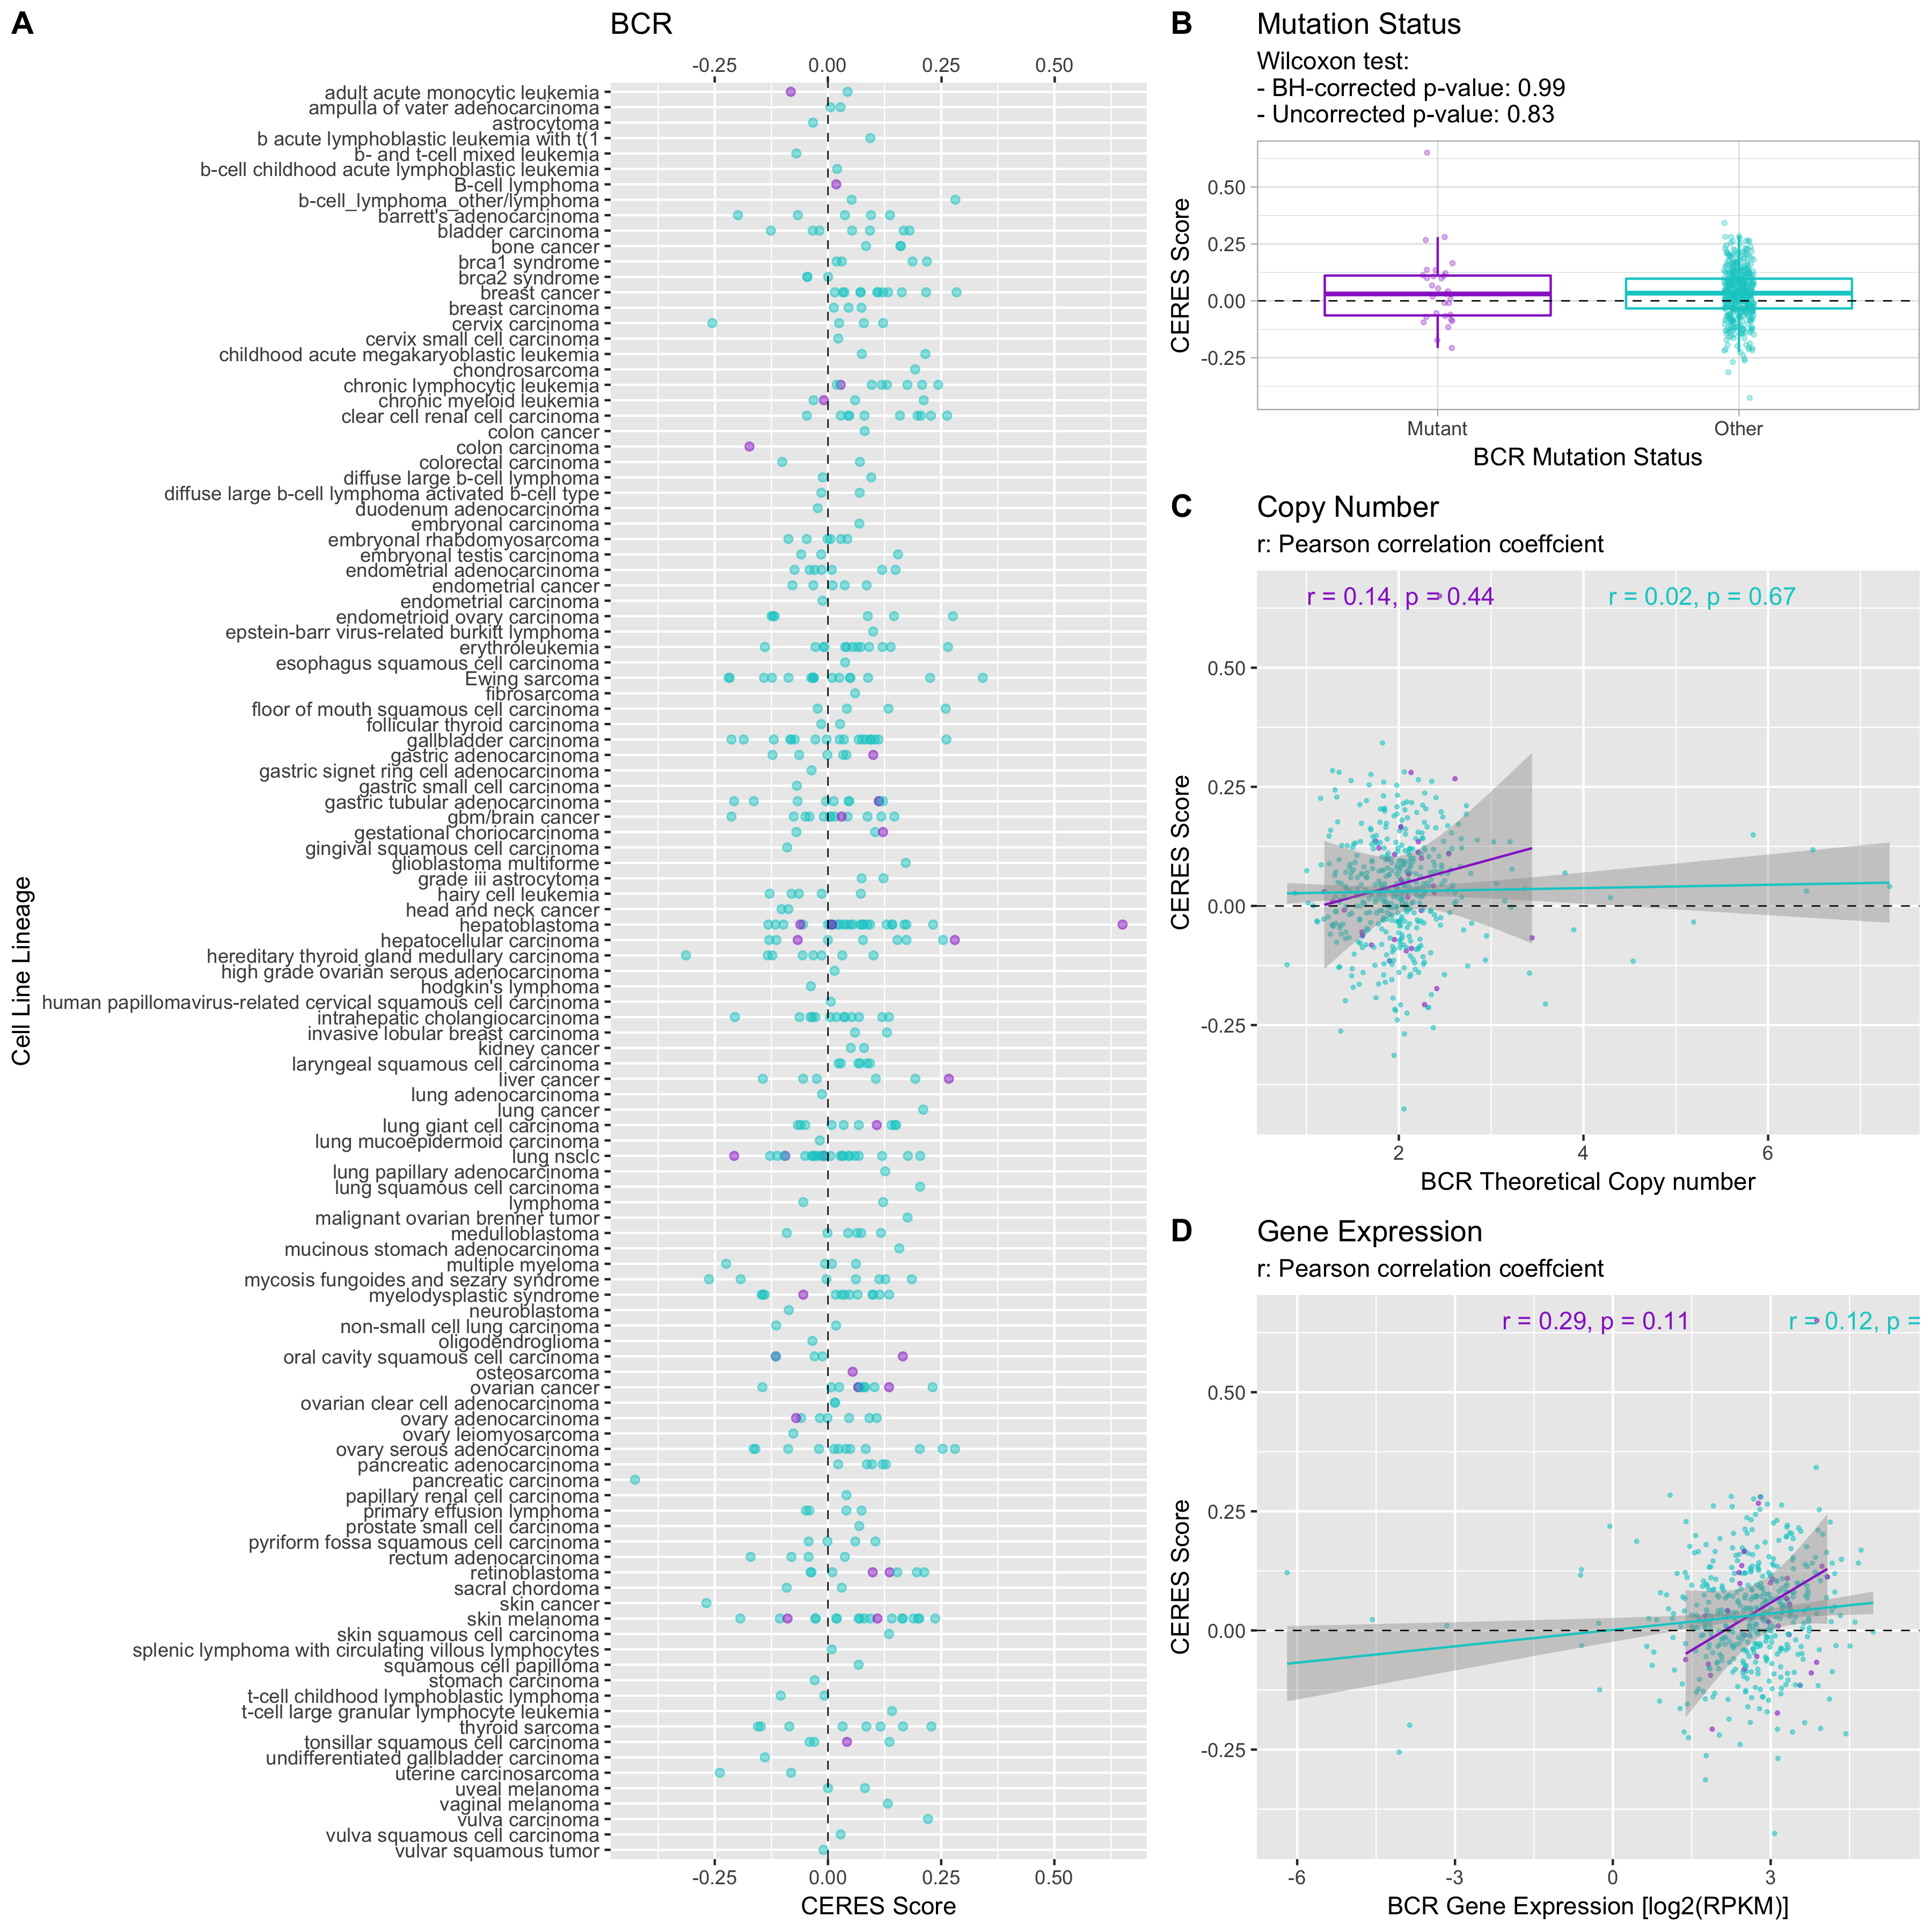 A
BCR
-0.25 0.00 0.25 0.50
adult acute monocytic leukemia
ampulla of vater adenocarcinoma
astrocytoma
b acute lymphoblastic leukemia with t(1
b- and t-cell mixed leukemia
b-cell childhood acute lymphoblastic leukemia
B-cell lymphoma
b-cell_lymphoma_other/lymphoma
barrett's adenocarcinoma
bladder carcinoma
bone cancer
brca1 syndrome
brca2 syndrome
breast cancer
breast carcinoma
cervix carcinoma
cervix small cell carcinoma
childhood acute megakaryoblastic leukemia
chondrosarcoma
chronic lymphocytic leukemia
chronic myeloid leukemia
clear cell renal cell carcinoma
colon cancer
colon carcinoma
colorectal carcinoma
diffuse large b-cell lymphoma
diffuse large b-cell lymphoma activated b-cell type
duodenum adenocarcinoma
embryonal carcinoma
embryonal rhabdomyosarcoma
embryonal testis carcinoma
endometrial adenocarcinoma
endometrial cancer
endometrial carcinoma
endometrioid ovary carcinoma
epstein-barr virus-related burkitt lymphoma
erythroleukemia
esophagus squamous cell carcinoma
Ewing sarcoma
fibrosarcoma
floor of mouth squamous cell carcinoma
follicular thyroid carcinoma
gallbladder carcinoma
gastric adenocarcinoma
gastric signet ring cell adenocarcinoma
gastric small cell carcinoma
gastric tubular adenocarcinoma
gbm/brain cancer
gestational choriocarcinoma
gingival squamous cell carcinoma
glioblastoma multiforme
grade iii astrocytoma
hairy cell leukemia
head and neck cancer
hepatoblastoma
hepatocellular carcinoma
hereditary thyroid gland medullary carcinoma
high grade ovarian serous adenocarcinoma
hodgkin's lymphoma
human papillomavirus-related cervical squamous cell carcinoma
intrahepatic cholangiocarcinoma
invasive lobular breast carcinoma
kidney cancer
laryngeal squamous cell carcinoma
liver cancer
lung adenocarcinoma
lung cancer
lung giant cell carcinoma
lung mucoepidermoid carcinoma
lung nsclc
lung papillary adenocarcinoma
lung squamous cell carcinoma
lymphoma
malignant ovarian brenner tumor
medulloblastoma
mucinous stomach adenocarcinoma
multiple myeloma
mycosis fungoides and sezary syndrome
myelodysplastic syndrome
neuroblastoma
non-small cell lung carcinoma
oligodendroglioma
oral cavity squamous cell carcinoma
osteosarcoma
ovarian cancer
ovarian clear cell adenocarcinoma
ovary adenocarcinoma
ovary leiomyosarcoma
ovary serous adenocarcinoma
pancreatic adenocarcinoma
pancreatic carcinoma
papillary renal cell carcinoma
primary effusion lymphoma
prostate small cell carcinoma
pyriform fossa squamous cell carcinoma
rectum adenocarcinoma
retinoblastoma
sacral chordoma
skin cancer
skin melanoma
skin squamous cell carcinoma
splenic lymphoma with circulating villous lymphocytes
squamous cell papilloma
stomach carcinoma
t-cell childhood lymphoblastic lymphoma
t-cell large granular lymphocyte leukemia
thyroid sarcoma
tonsillar squamous cell carcinoma
undifferentiated gallbladder carcinoma
uterine carcinosarcoma
uveal melanoma
vaginal melanoma
vulva carcinoma
vulva squamous cell carcinoma
vulvar squamous tumor
-0.25 0.00 0.25 0.50
CERES Score
Cell Line Lineage
B
Mutation Status
Wilcoxon test:
- BH-corrected p-value: 0.99
- Uncorrected p-value: 0.83
0.50
0.25
0.00
-0.25
CERES Score
Mutant Other
BCR Mutation Status
C
Copy Number
r: Pearson correlation coeffcient
r = 0.14, p = 0.44 r = 0.02, p = 0.67
0.50
0.25
0.00
-0.25
CERES Score
2 4 6
BCR Theoretical Copy number
D
Gene Expression
r: Pearson correlation coeffcient
r = 0.29, p = 0.11 r = 0.12, p =
0.50
0.25
0.00
-0.25
CERES Score
-6 -3 0 3
BCR Gene Expression [log2(RPKM)]